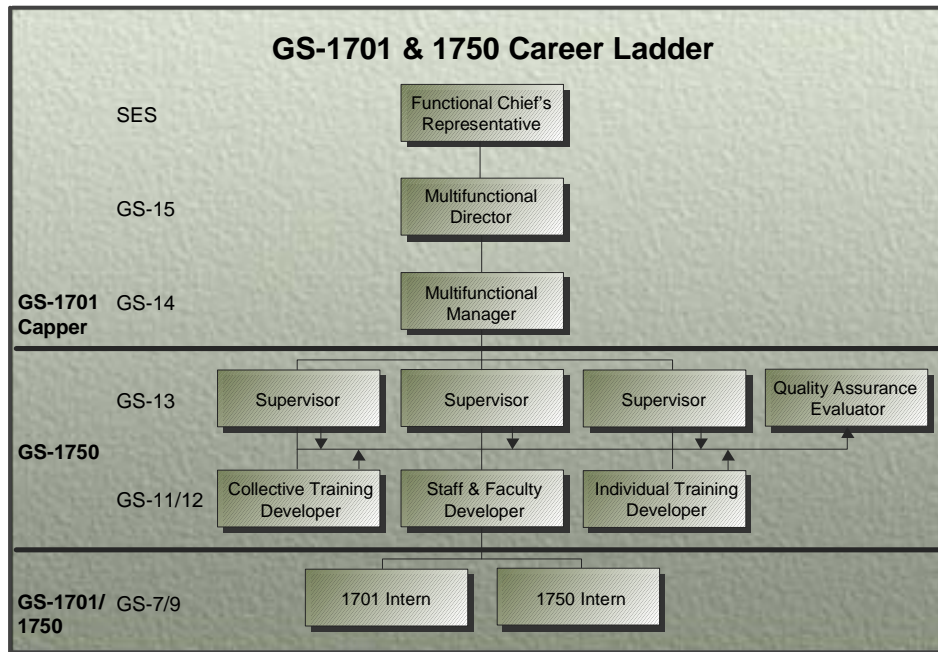 GS-1701 & 1750 Career Ladder
SES
Functional Chief's
Representative
GS-15
Multifunctional
Director
GS-1701
Capper
GS-14
Multifunctional
Manager
GS-13
Supervisor
Supervisor
Supervisor
Quality Assurance
Evaluator
GS-1750
GS-11/12
Collective Training
Developer
Staff & Faculty
Developer
Individual Training
Developer
GS-1701/
1750
GS-7/9
1701 Intern
1750 Intern